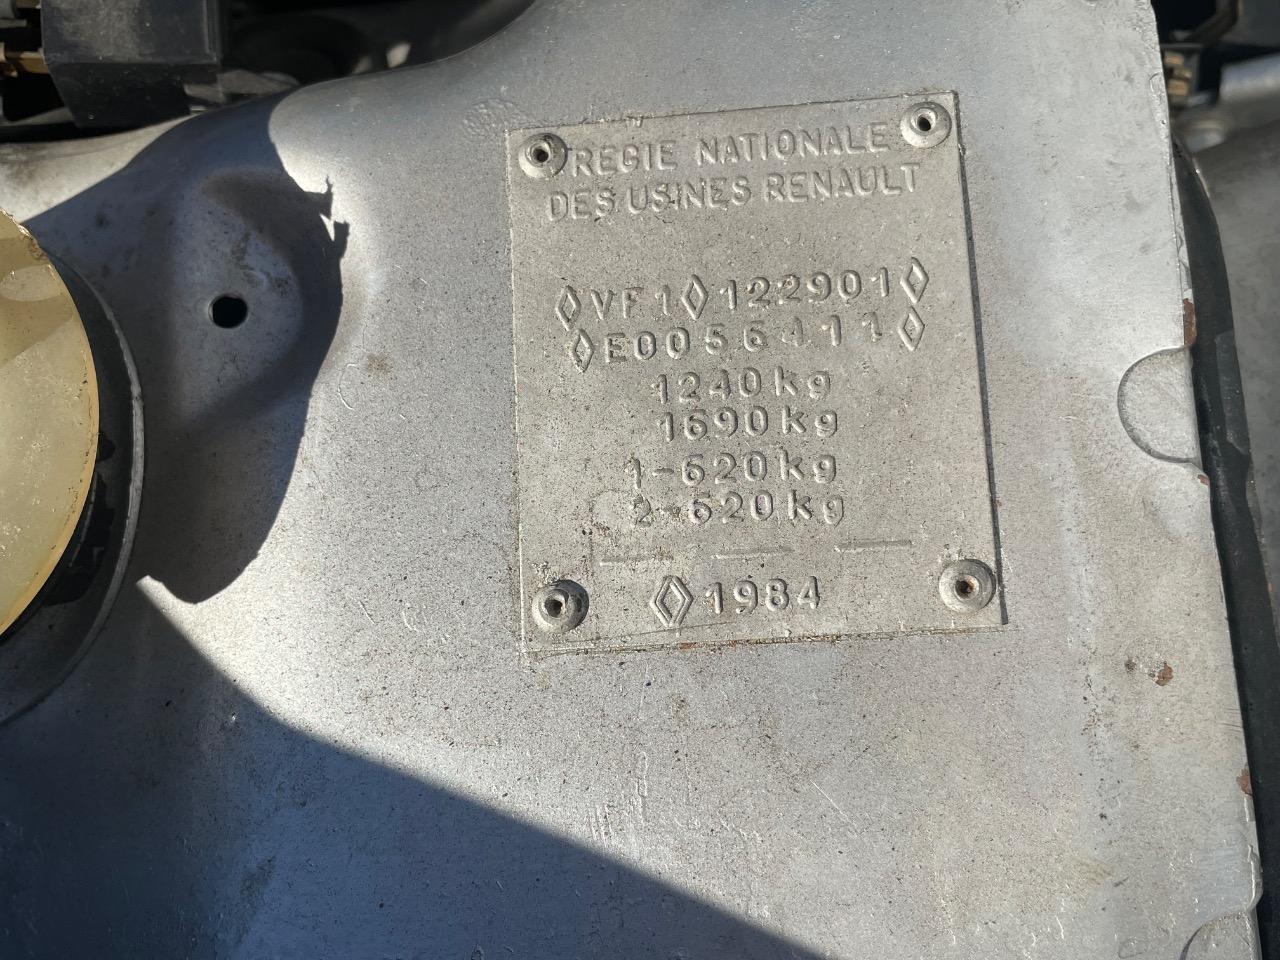 REGIE NATIONALE
DES USINES RENAULT
◊VF1◊122901◊
◊E0056411◊
1240kg
1690kg
1-620kg
2-620kg
— — —
◊1984